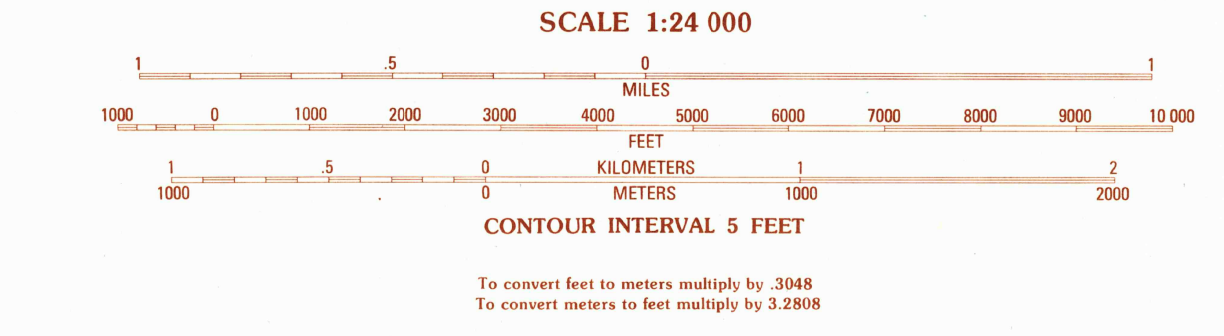 SCALE 1:24 000
1 .5 0 1
MILES
1000 0 1000 2000 3000 4000 5000 6000 7000 8000 9000 10 000
FEET
1 .5 0 KILOMETERS 1 2
1000 0 METERS 1000 2000
CONTOUR INTERVAL 5 FEET
To convert feet to meters multiply by .3048
To convert meters to feet multiply by 3.2808